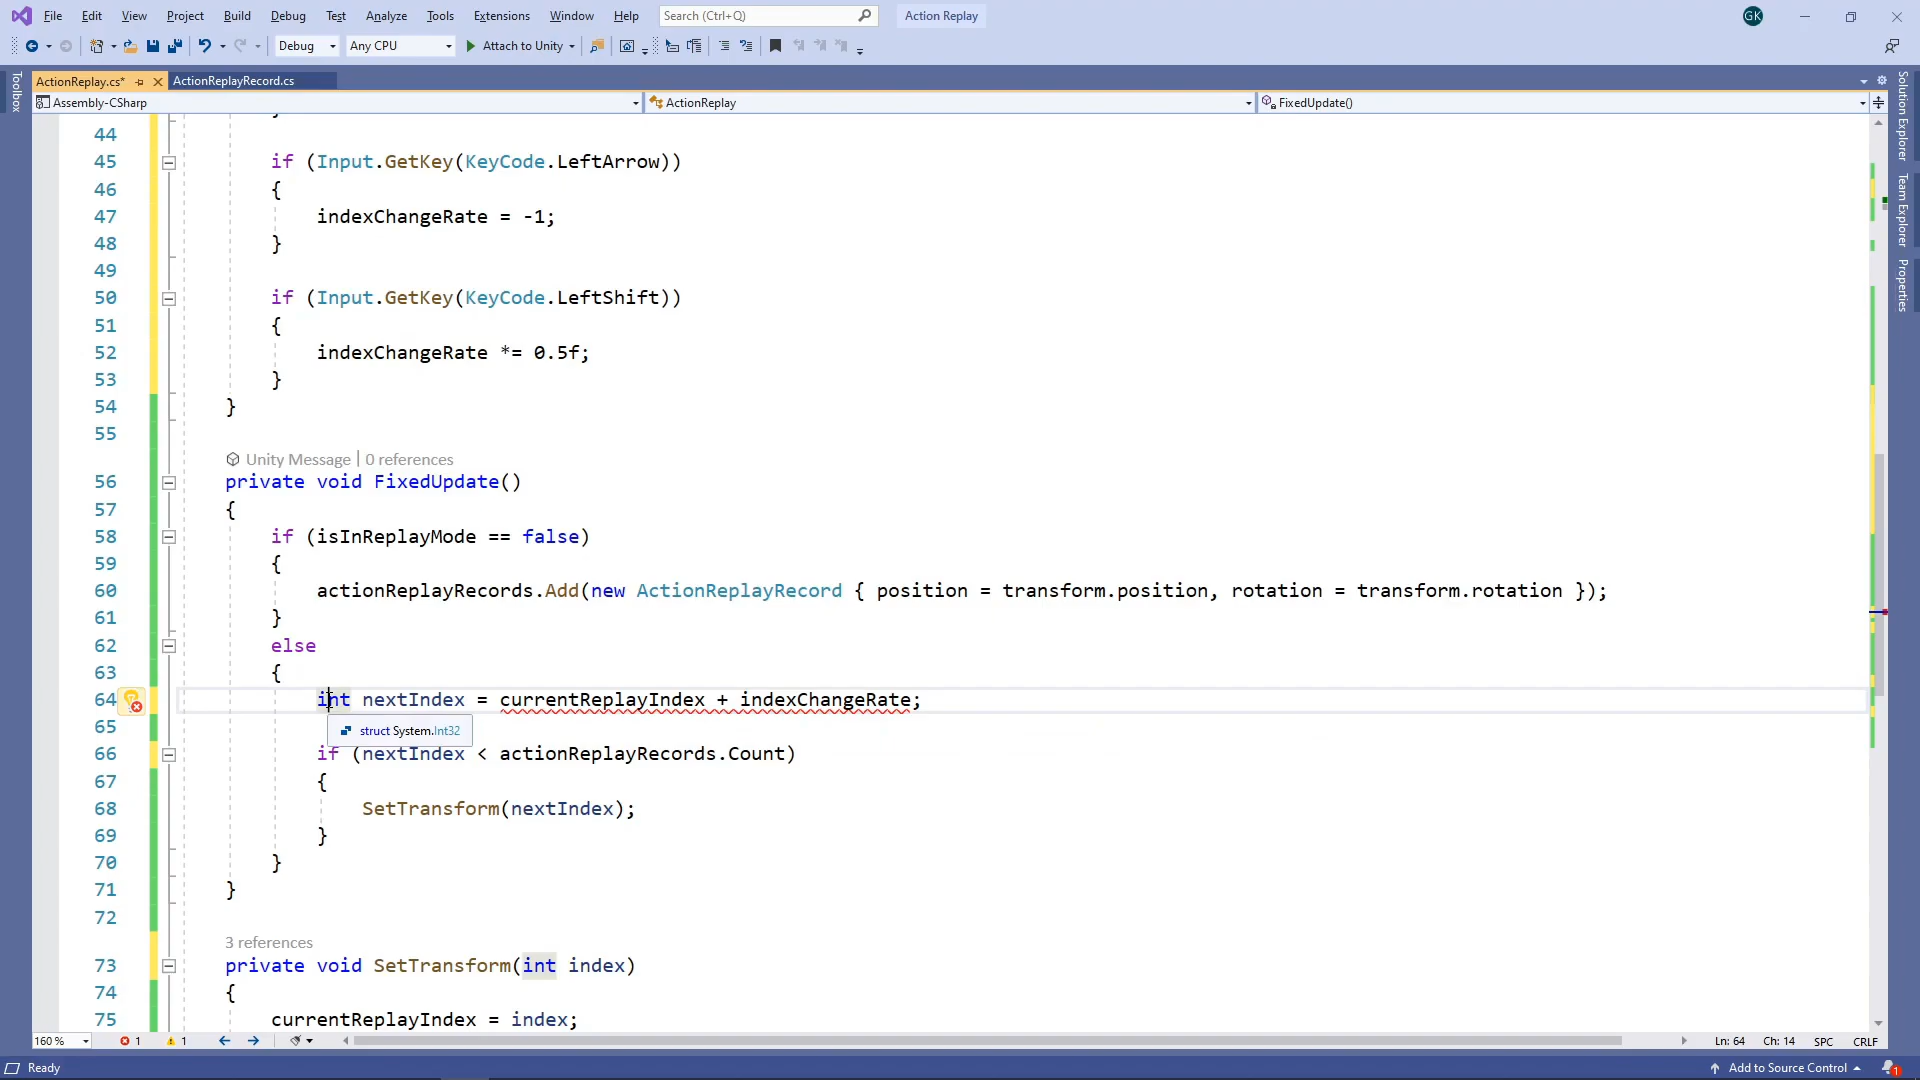 File Edit View Project Build Debug Test Analyze Tools Extensions Window Help Search (Ctrl+Q) Action Replay GK
Debug Any CPU Attach to Unity
ActionReplay.cs* ActionReplayRecord.cs
Assembly-CSharp ActionReplay FixedUpdate()
Toolbox
Solution Explorer
Team Explorer
Properties
}
44
45 if (Input.GetKey(KeyCode.LeftArrow))
46 {
47 indexChangeRate = -1;
48 }
49
50 if (Input.GetKey(KeyCode.LeftShift))
51 {
52 indexChangeRate *= 0.5f;
53 }
54 }
55
Unity Message | 0 references
56 private void FixedUpdate()
57 {
58 if (isInReplayMode == false)
59 {
60 actionReplayRecords.Add(new ActionReplayRecord { position = transform.position, rotation = transform.rotation });
61 }
62 else
63 {
64 int nextIndex = currentReplayIndex + indexChangeRate;
65
struct System.Int32
66 if (nextIndex < actionReplayRecords.Count)
67 {
68 SetTransform(nextIndex);
69 }
70 }
71 }
72
3 references
73 private void SetTransform(int index)
74 {
75 currentReplayIndex = index;
160 % 1 1 Ln: 64 Ch: 14 SPC CRLF
Ready Add to Source Control 1